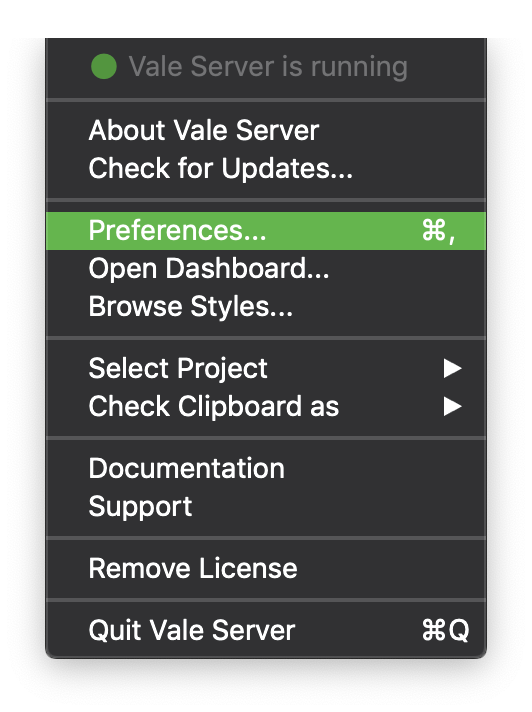 Vale Server is running
About Vale Server
Check for Updates...
Preferences... ⌘,
Open Dashboard...
Browse Styles...
Select Project
Check Clipboard as
Documentation
Support
Remove License
Quit Vale Server ⌘Q